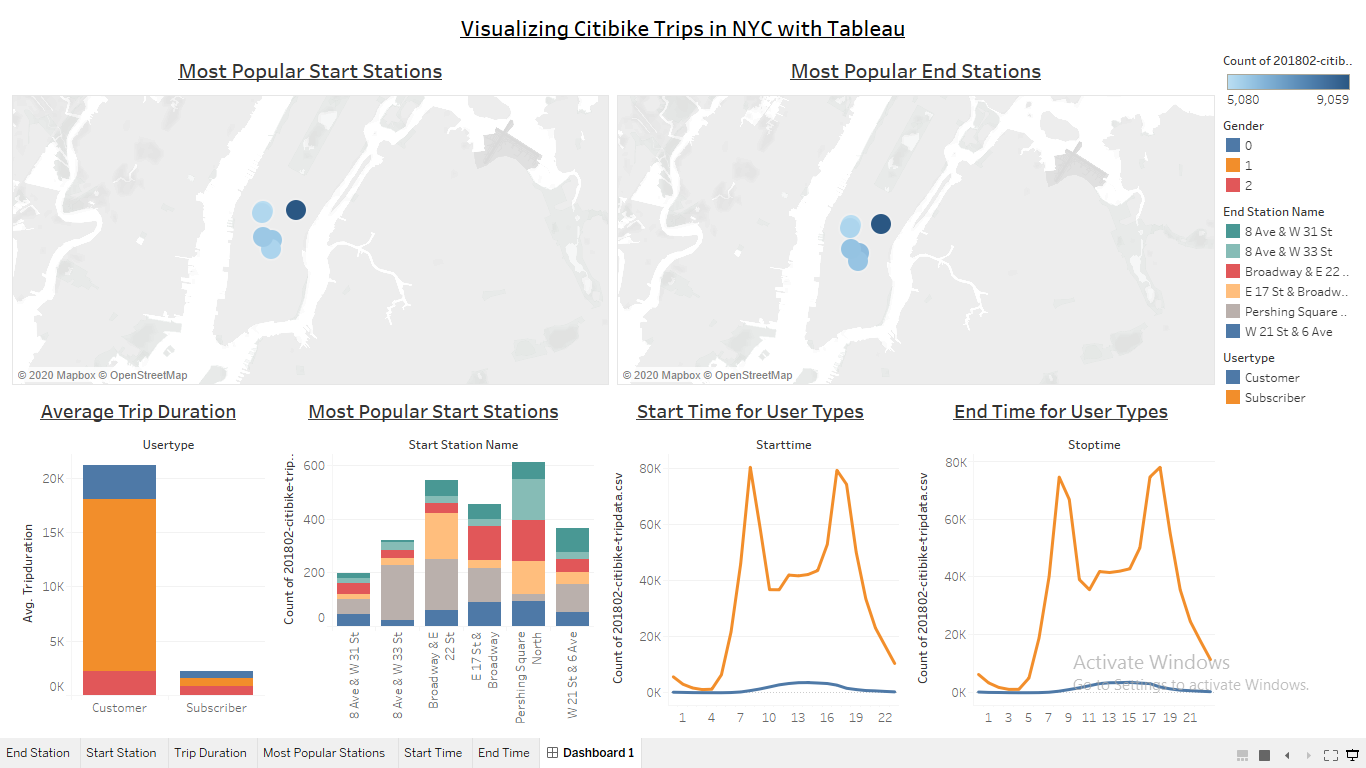 Visualizing Citibike Trips in NYC with Tableau
Most Popular Start Stations
Most Popular End Stations
© 2020 Mapbox © OpenStreetMap
© 2020 Mapbox © OpenStreetMap
Count of 201802-citib..
5,080 9,059
Gender
0
1
2
End Station Name
8 Ave & W 31 St
8 Ave & W 33 St
Broadway & E 22 ..
E 17 St & Broadw..
Pershing Square ..
W 21 St & 6 Ave
Usertype
Customer
Subscriber
Average Trip Duration
Usertype
Avg. Tripduration
20K
15K
10K
5K
0K
Customer Subscriber
Most Popular Start Stations
Start Station Name
Count of 201802-citibike-trip..
600
400
200
0
8 Ave & W 31 St
8 Ave & W 33 St
Broadway & E
22 St
E 17 St &
Broadway
Pershing Square
North
W 21 St & 6 Ave
Start Time for User Types
Starttime
Count of 201802-citibike-tripdata.csv
80K
60K
40K
20K
0K
1 4 7 10 13 16 19 22
End Time for User Types
Stoptime
Count of 201802-citibike-tripdata.csv
80K
60K
40K
20K
0K
1 3 5 7 9 11 13 15 17 19 21
Activate Windows
Go to Settings to activate Windows.
End Station Start Station Trip Duration Most Popular Stations Start Time End Time Dashboard 1